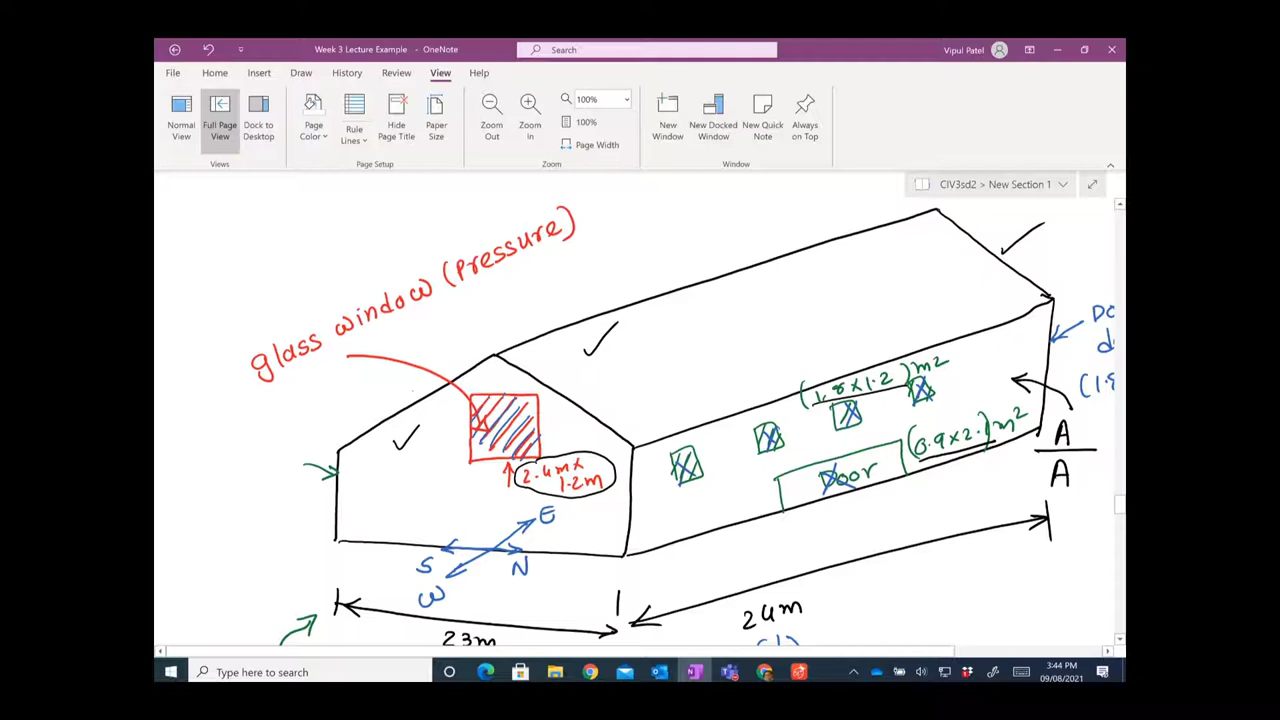 Week 3 Lecture Example - OneNote
Search
Vipul Patel
File Home Insert Draw History Review View Help
Normal View
Full Page View
Dock to Desktop
Views
Page Color
Rule Lines
Hide Page Title
Paper Size
Page Setup
Zoom Out
Zoom In
100%
100%
Page Width
Zoom
New Window
New Docked Window
New Quick Note
Always on Top
Window
CIV3sd2 > New Section 1
glass window (Pressure)
(1.8x1.2)m2
(0.9x2.)m2
Door
2.4mx
1.2m
E
S
N
W
A
A
24m
23m
Type here to search
3:44 PM
09/08/2021